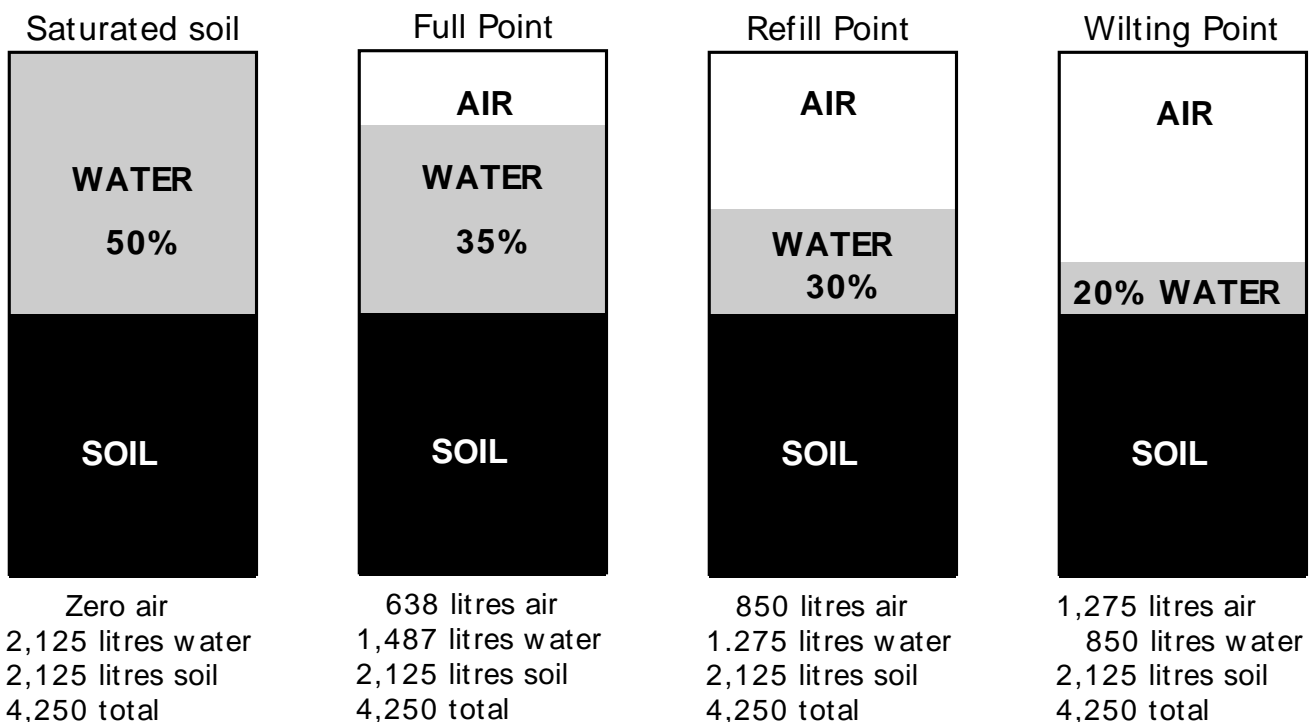 Saturated soil
WATER
50%
SOIL
Zero air
2,125 litres water
2,125 litres soil
4,250 total
Full Point
AIR
WATER
35%
SOIL
638 litres air
1,487 litres water
2,125 litres soil
4,250 total
Refill Point
AIR
WATER
30%
SOIL
850 litres air
1.275 litres water
2,125 litres soil
4,250 total
Wilting Point
AIR
20% WATER
SOIL
1,275 litres air
850 litres water
2,125 litres soil
4,250 total